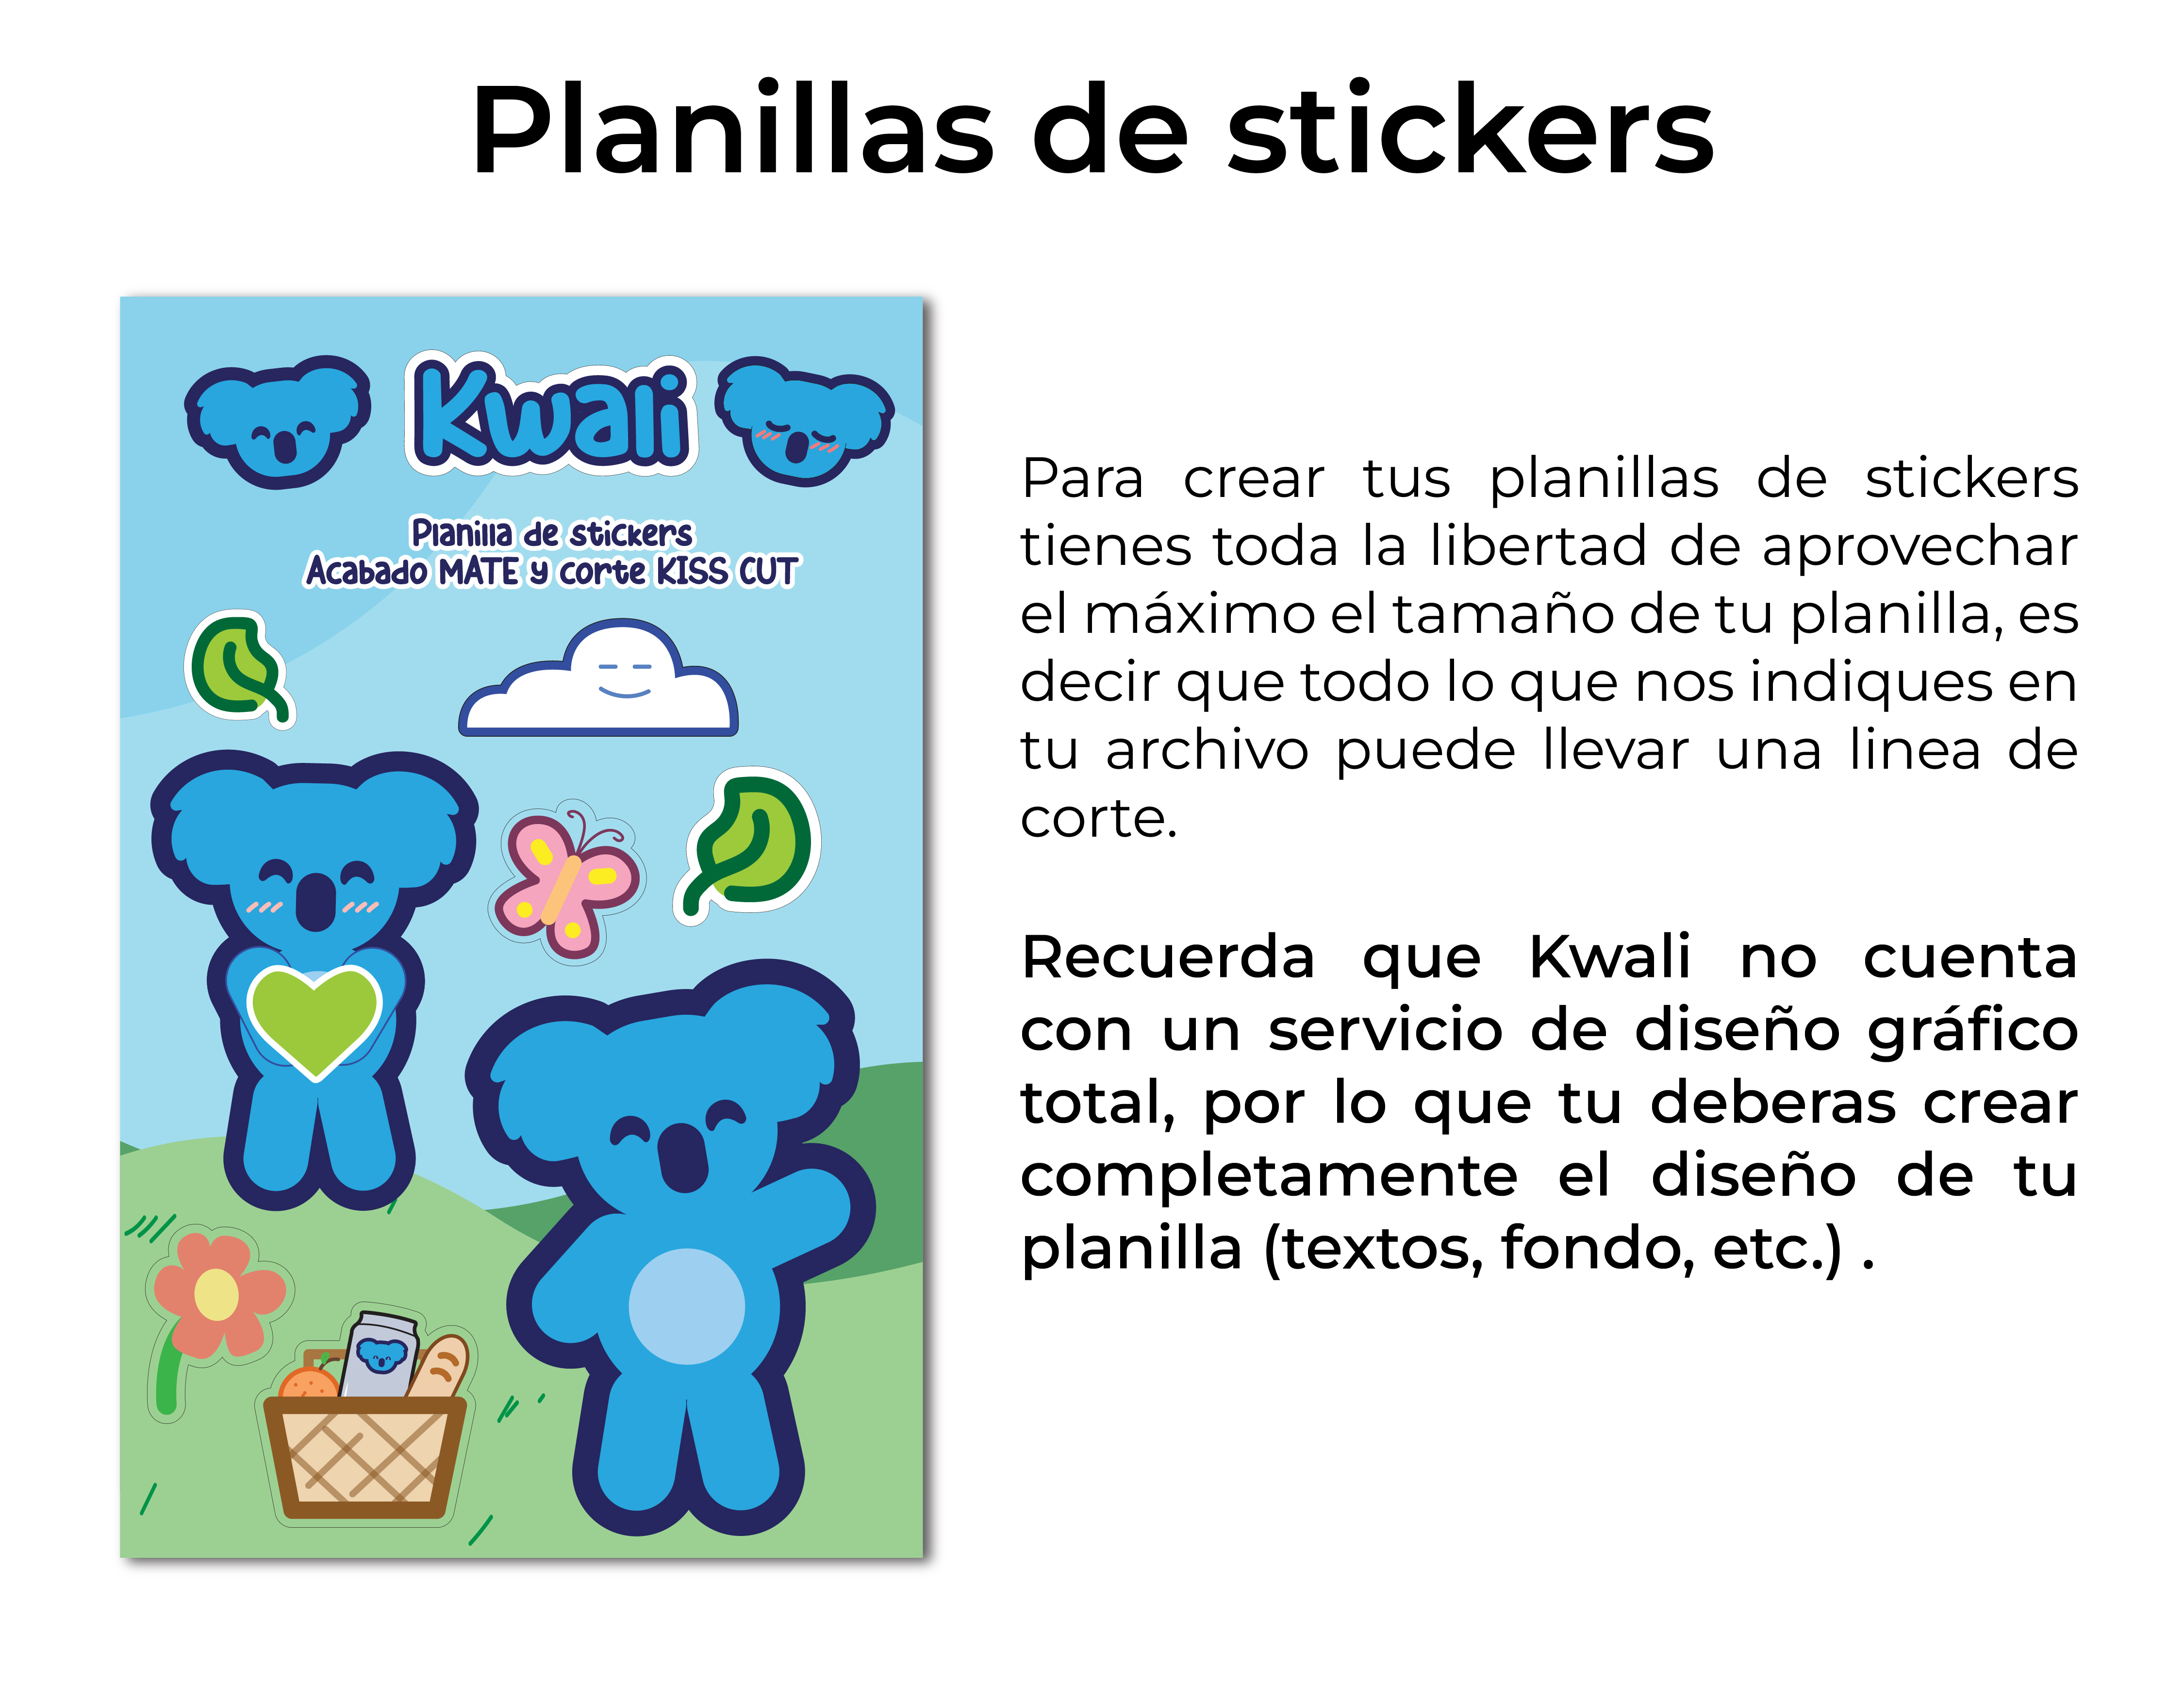 Planillas de stickers
Kwali
Planilla de stickers
Acabado MATE y corte KISS CUT
Para crear tus planillas de stickers
tienes toda la libertad de aprovechar
el máximo el tamaño de tu planilla, es
decir que todo lo que nos indiques en
tu archivo puede llevar una linea de
corte.
Recuerda que Kwali no cuenta
con un servicio de diseño gráfico
total, por lo que tu deberas crear
completamente el diseño de tu
planilla (textos, fondo, etc.) .